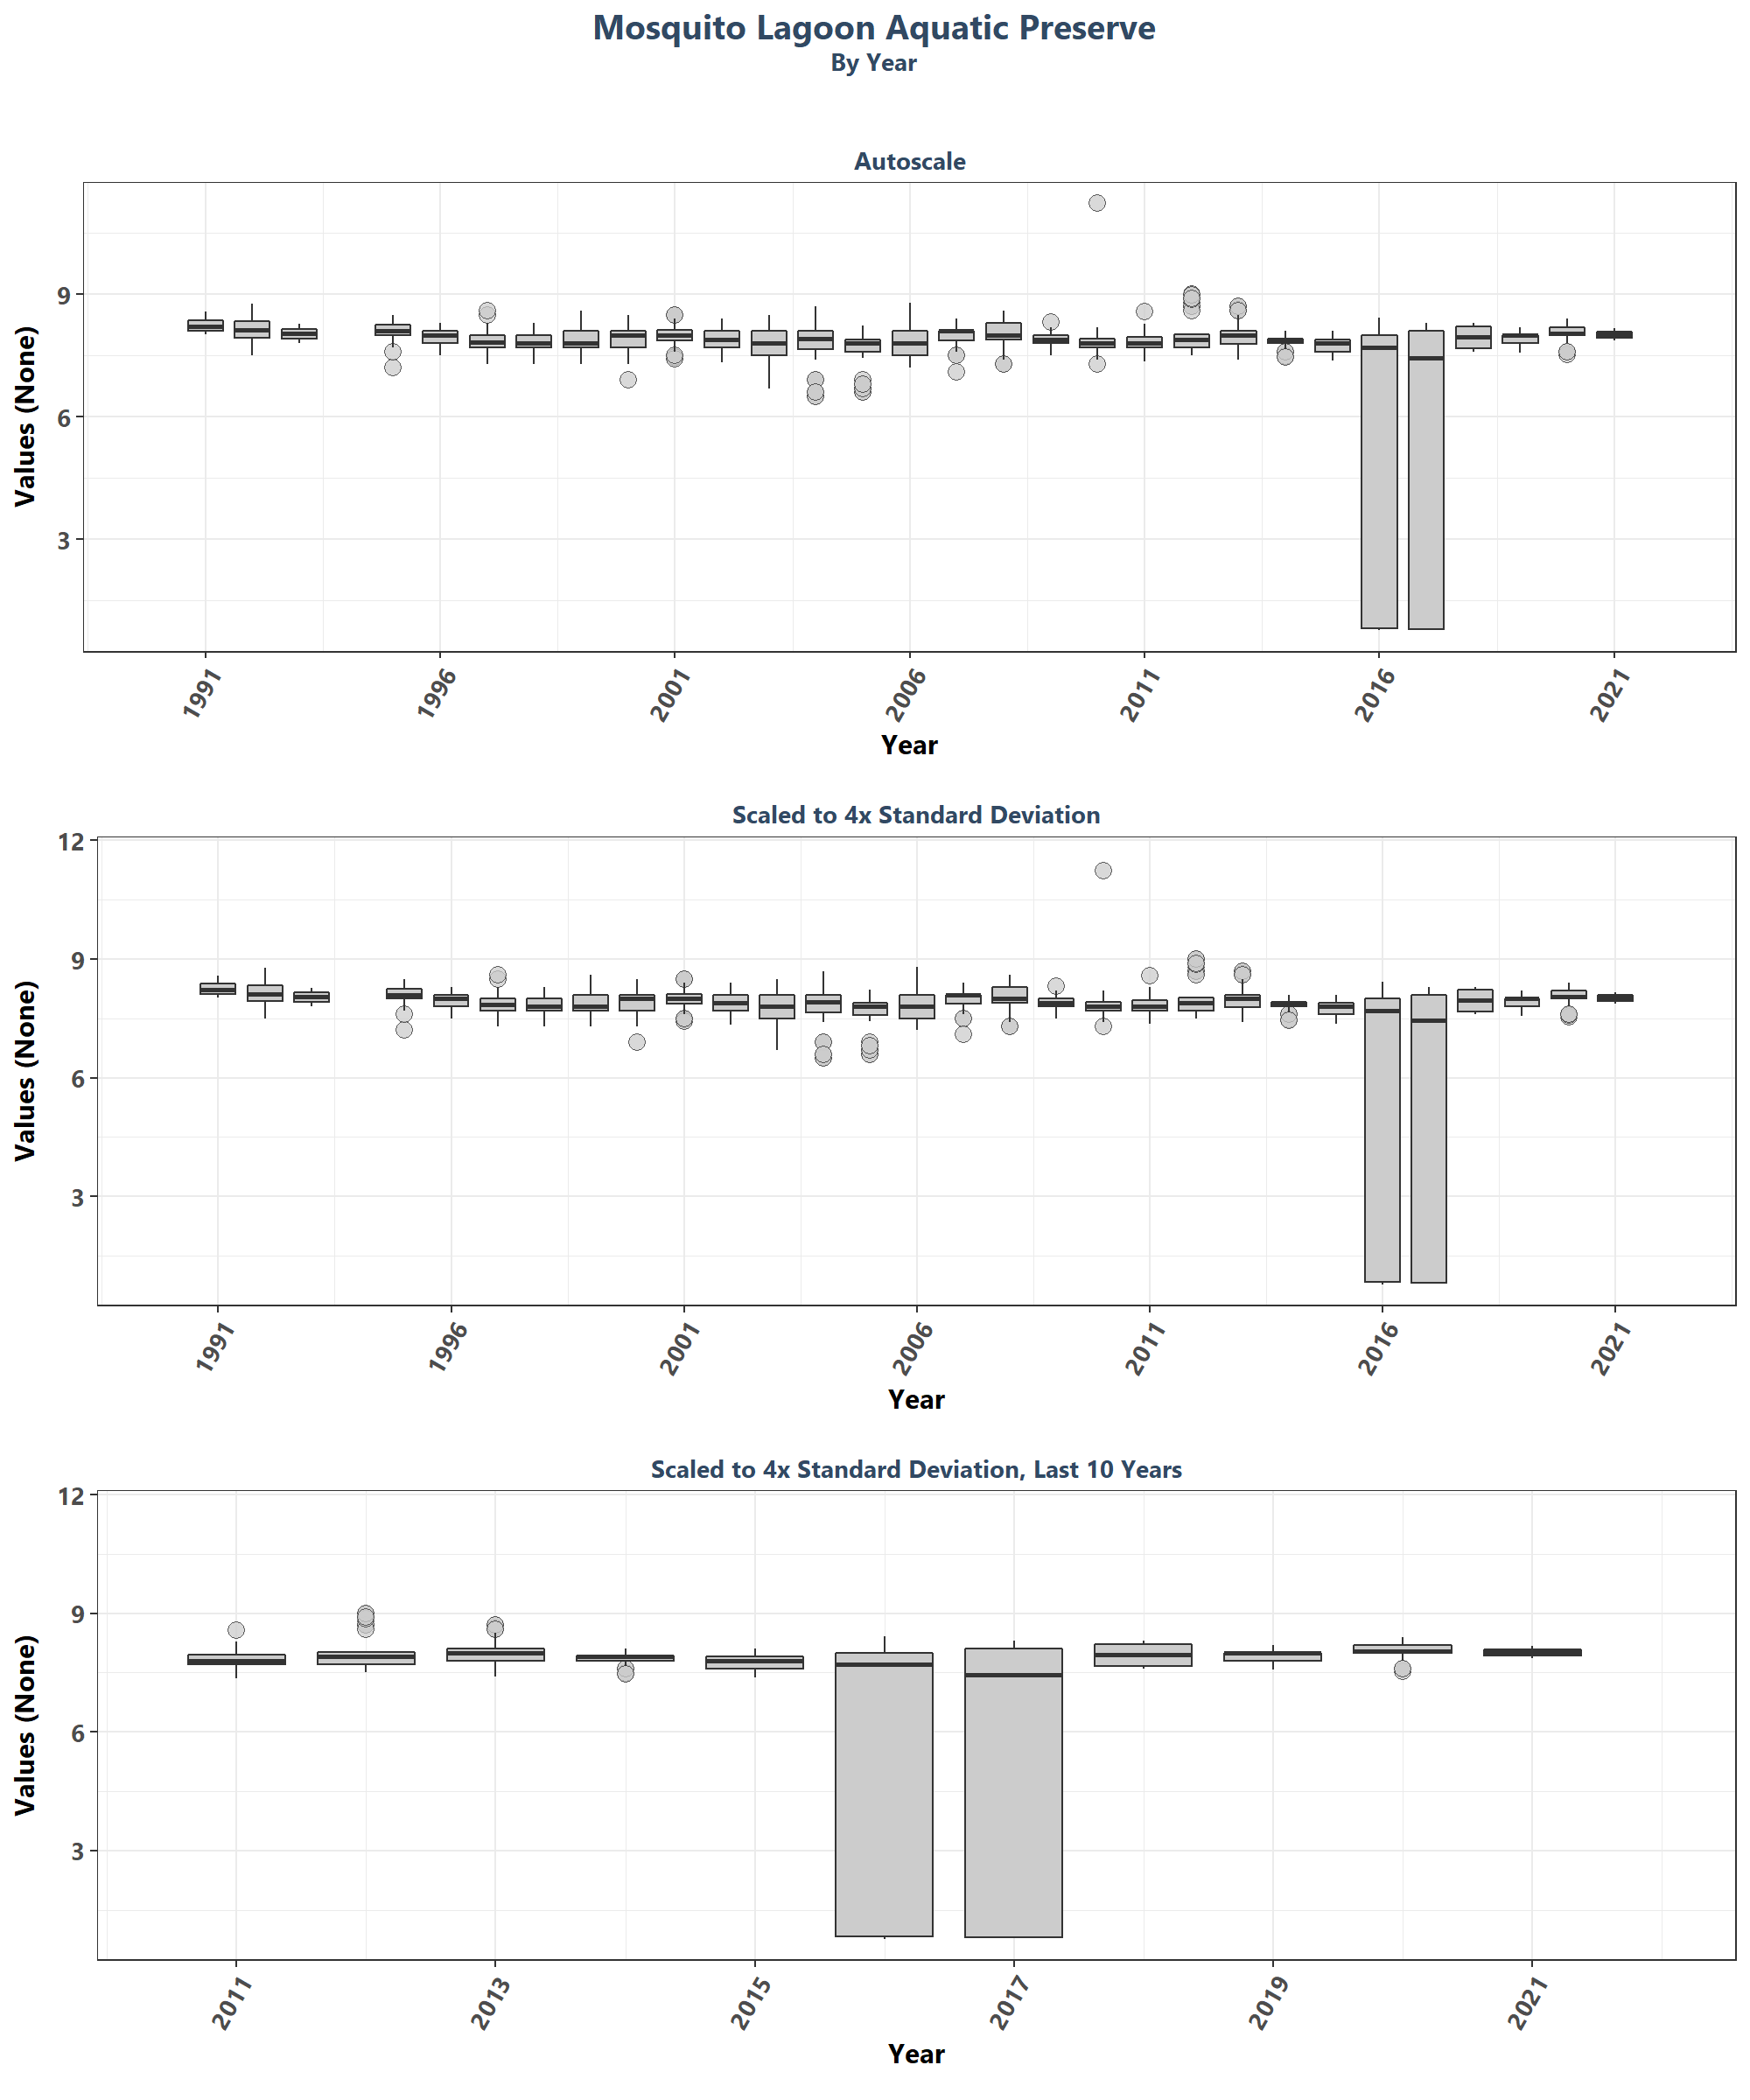 Mosquito Lagoon Aquatic Preserve
By Year
Autoscale
Values (None)
9
6
3
1991 1996 2001 2006 2011 2016 2021
Year
Scaled to 4x Standard Deviation
Values (None)
12
9
6
3
1991 1996 2001 2006 2011 2016 2021
Year
Scaled to 4x Standard Deviation, Last 10 Years
Values (None)
12
9
6
3
2011 2013 2015 2017 2019 2021
Year